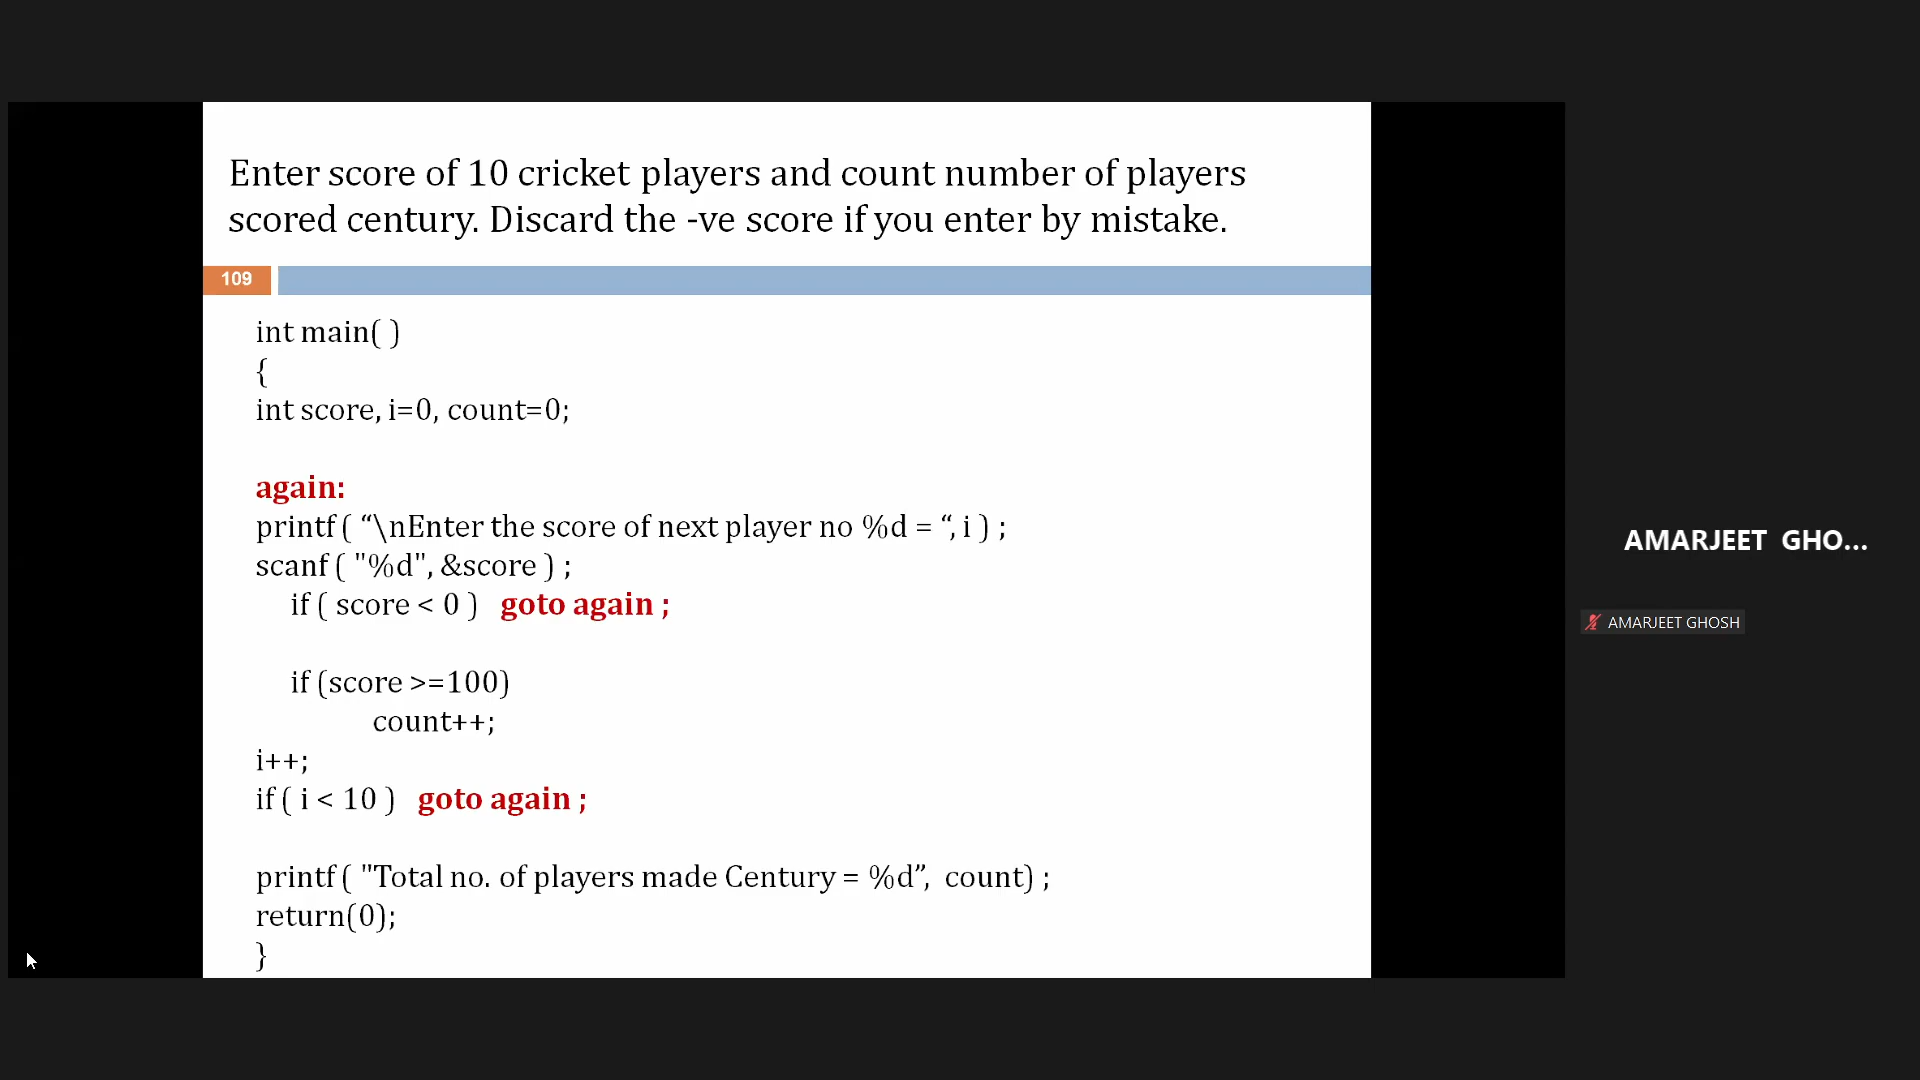 Enter score of 10 cricket players and count number of players
scored century. Discard the -ve score if you enter by mistake.
109
int main( )
{
int score, i=0, count=0;
again:
printf ( “\nEnter the score of next player no %d = “, i ) ;
scanf ( "%d", &score ) ;
if ( score < 0 ) goto again ;
if (score >=100)
count++;
i++;
if ( i < 10 ) goto again ;
printf ( "Total no. of players made Century = %d”, count) ;
return(0);
}
AMARJEET GHO...
AMARJEET GHOSH